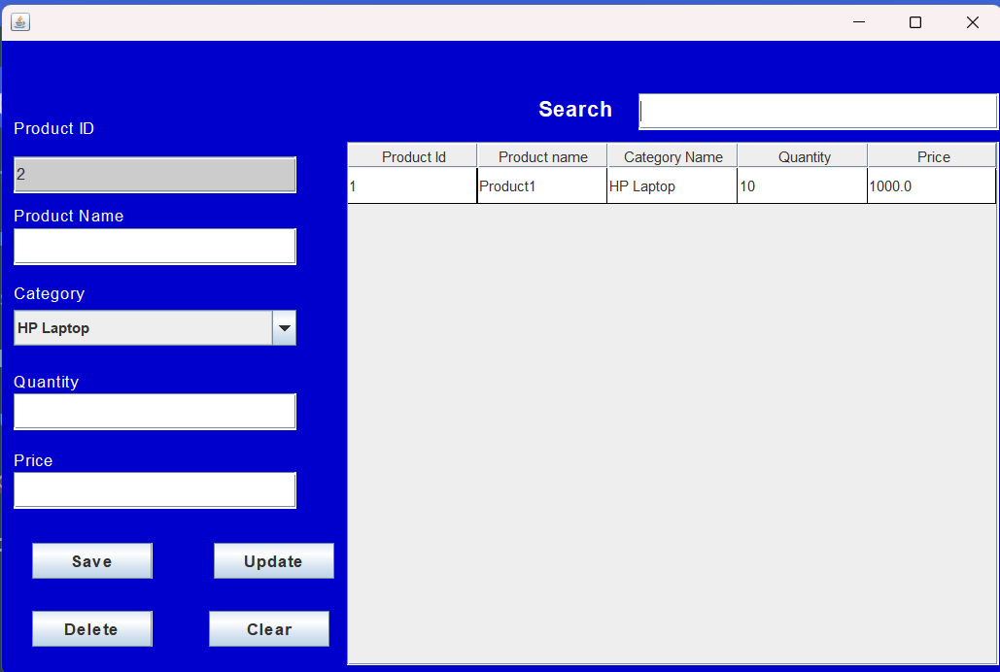 Search
Product ID
2
Product Name
Category
HP Laptop
Quantity
Price
Save Update
Delete Clear
Product Id Product name Category Name Quantity Price
1 Product1 HP Laptop 10 1000.0